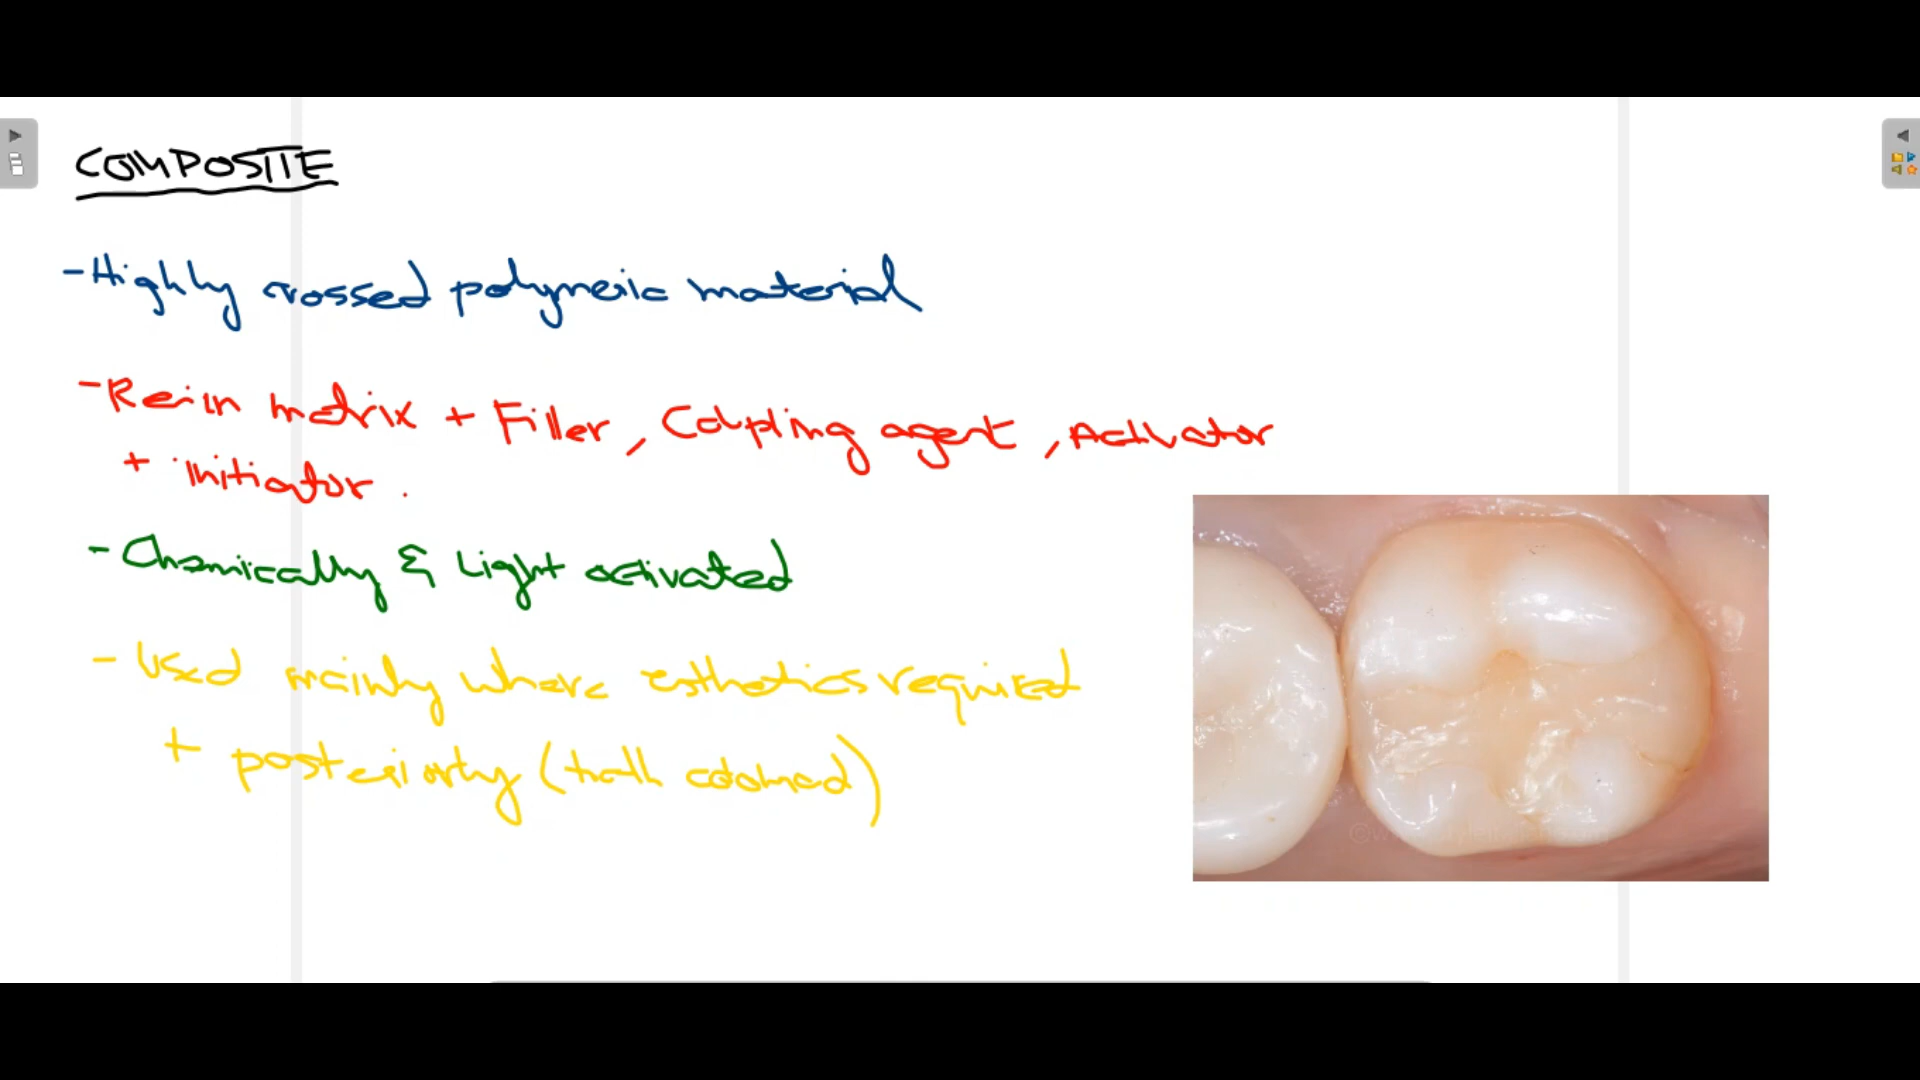 COMPOSITE
- Highly crossed polymeric material
- Resin matrix + Filler, Coupling agent, Activator
+ initiator.
- Chemically & Light activated
- Used mainly where esthetics required
+ posteriorly (tooth coloured)